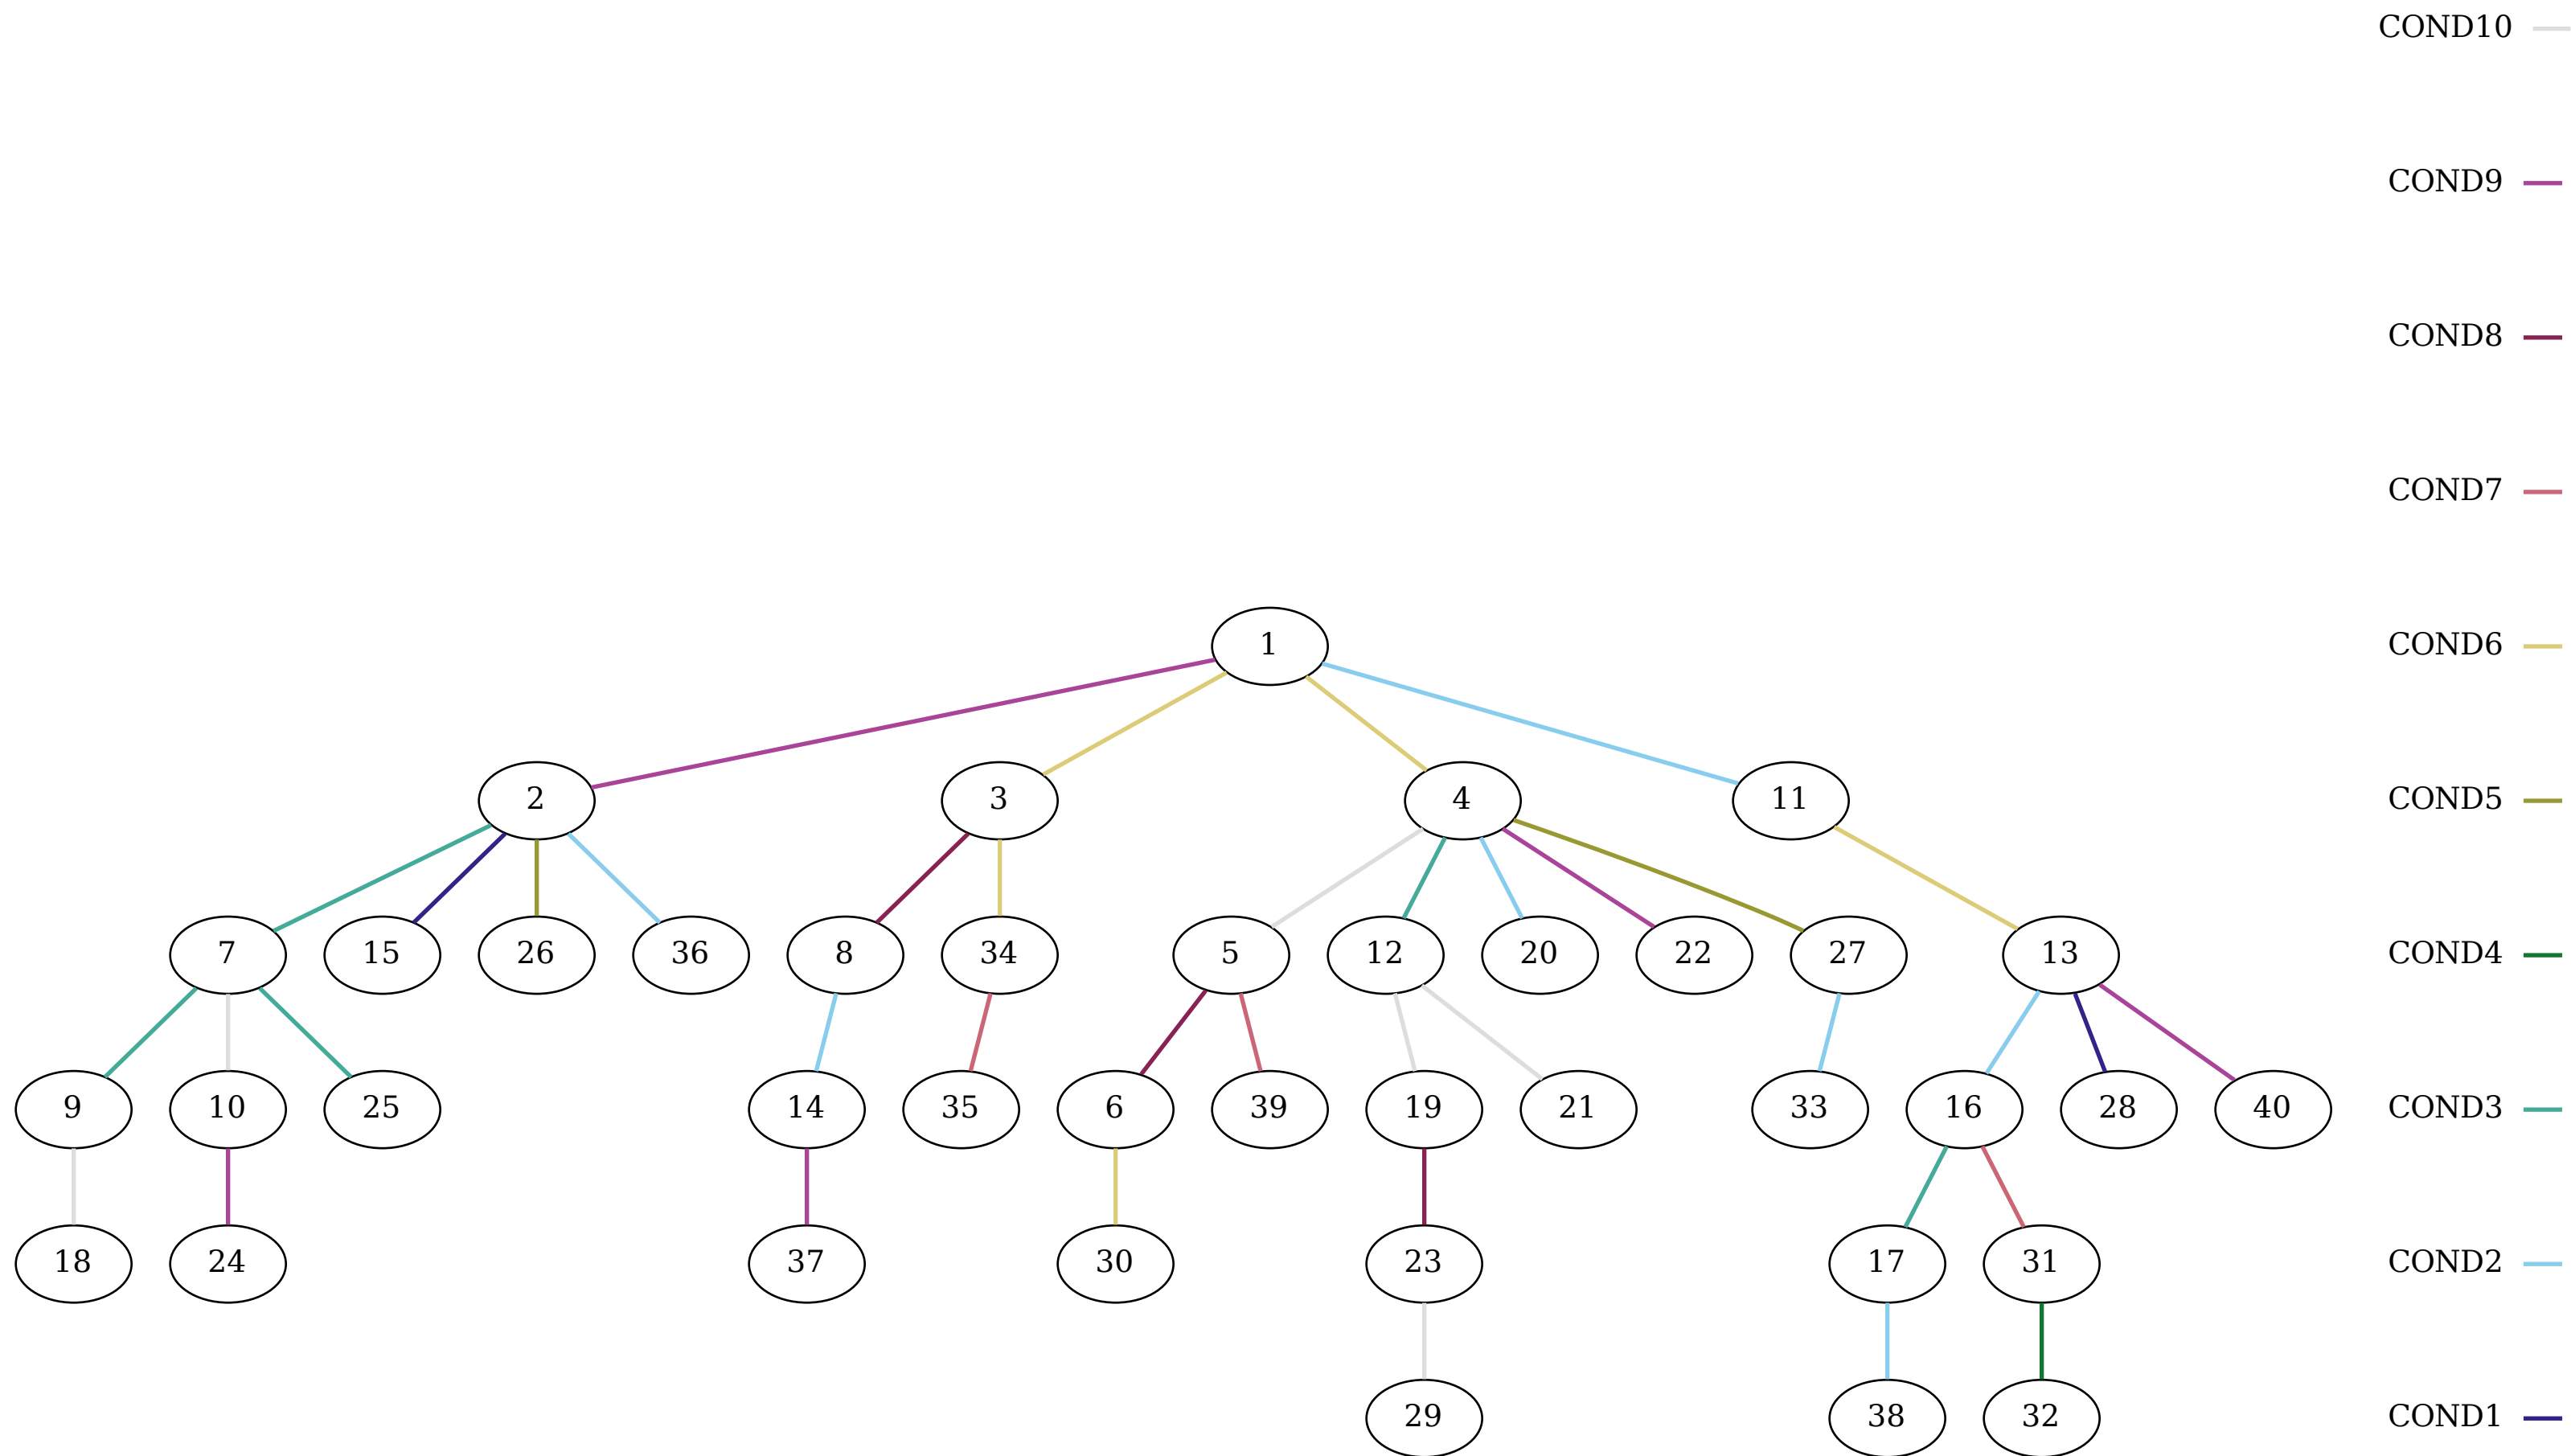 COND10
COND9
COND8
COND7
1 COND6
2 3 4 11 COND5
7 15 26 36 8 34 5 12 20 22 27 13 COND4
9 10 25 14 35 6 39 19 21 33 16 28 40 COND3
18 24 37 30 23 17 31 COND2
29 38 32 COND1